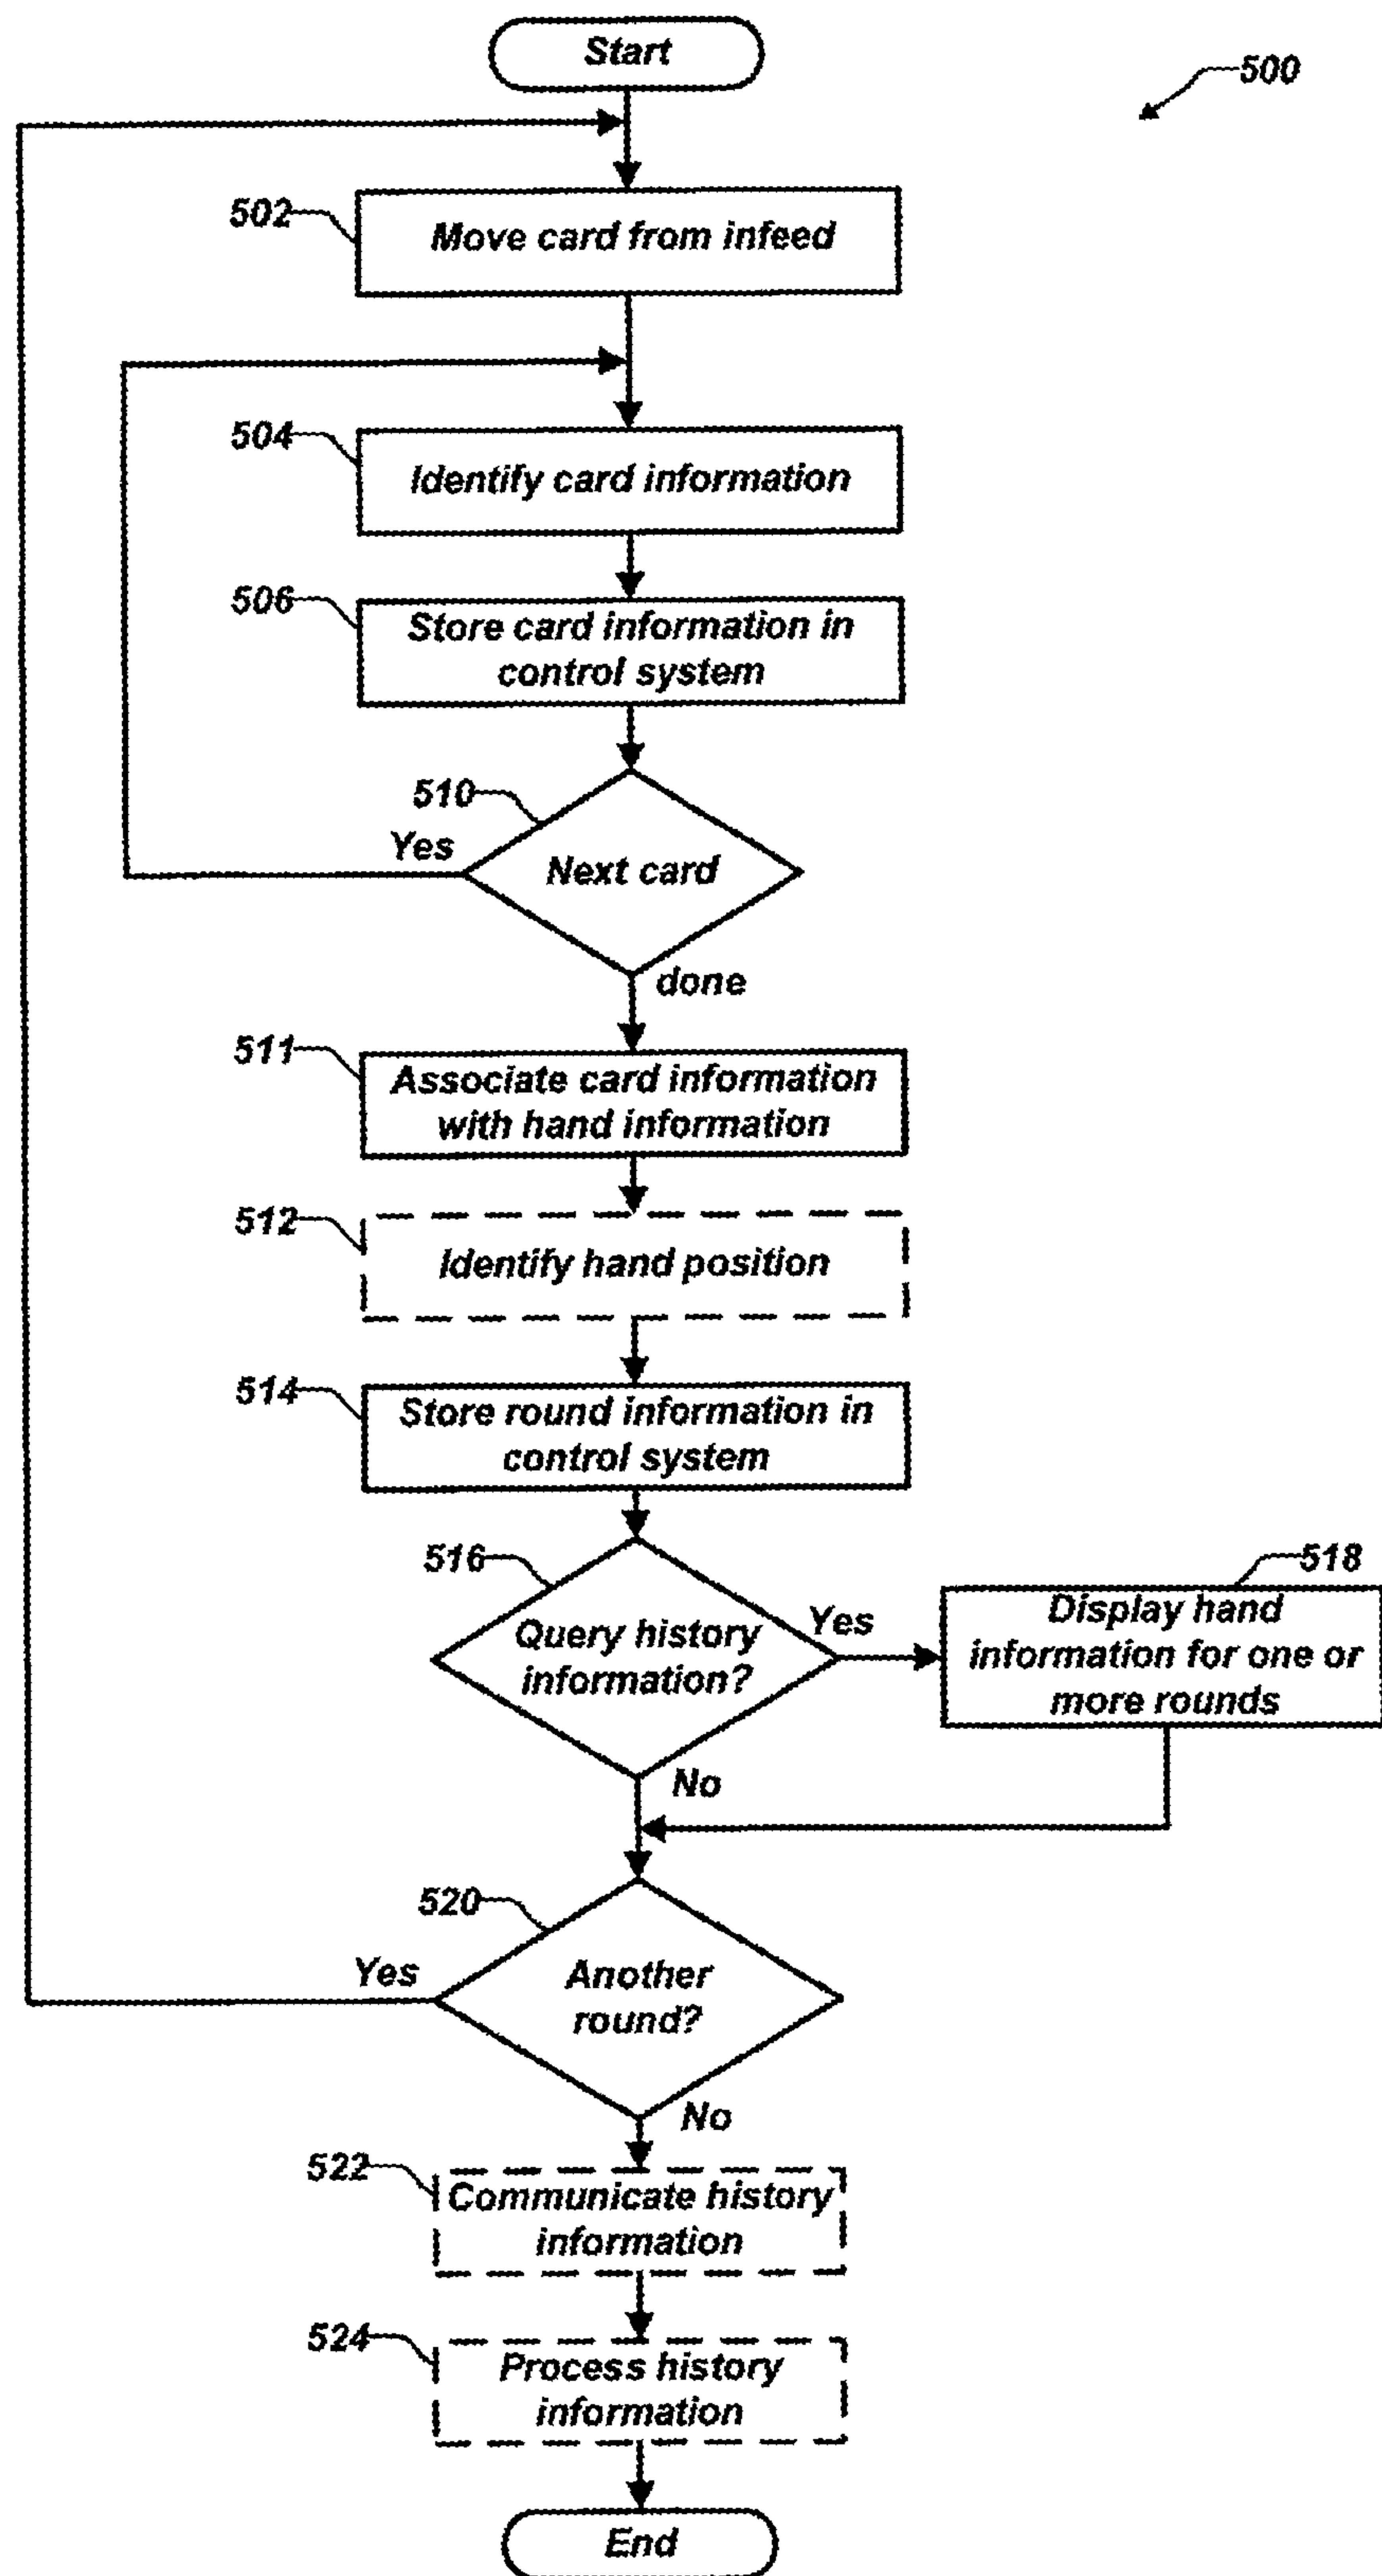 Start
500
502
Move card from infeed
504
Identify card information
506
Store card information in
control system
510
Yes
Next card
done
511
Associate card information
with hand information
512
Identify hand position
514
Store round information in
control system
516
Query history
information?
Yes
518
Display hand
information for one or
more rounds
No
520
Yes
Another
round?
No
522
Communicate history
information
524
Process history
information
End